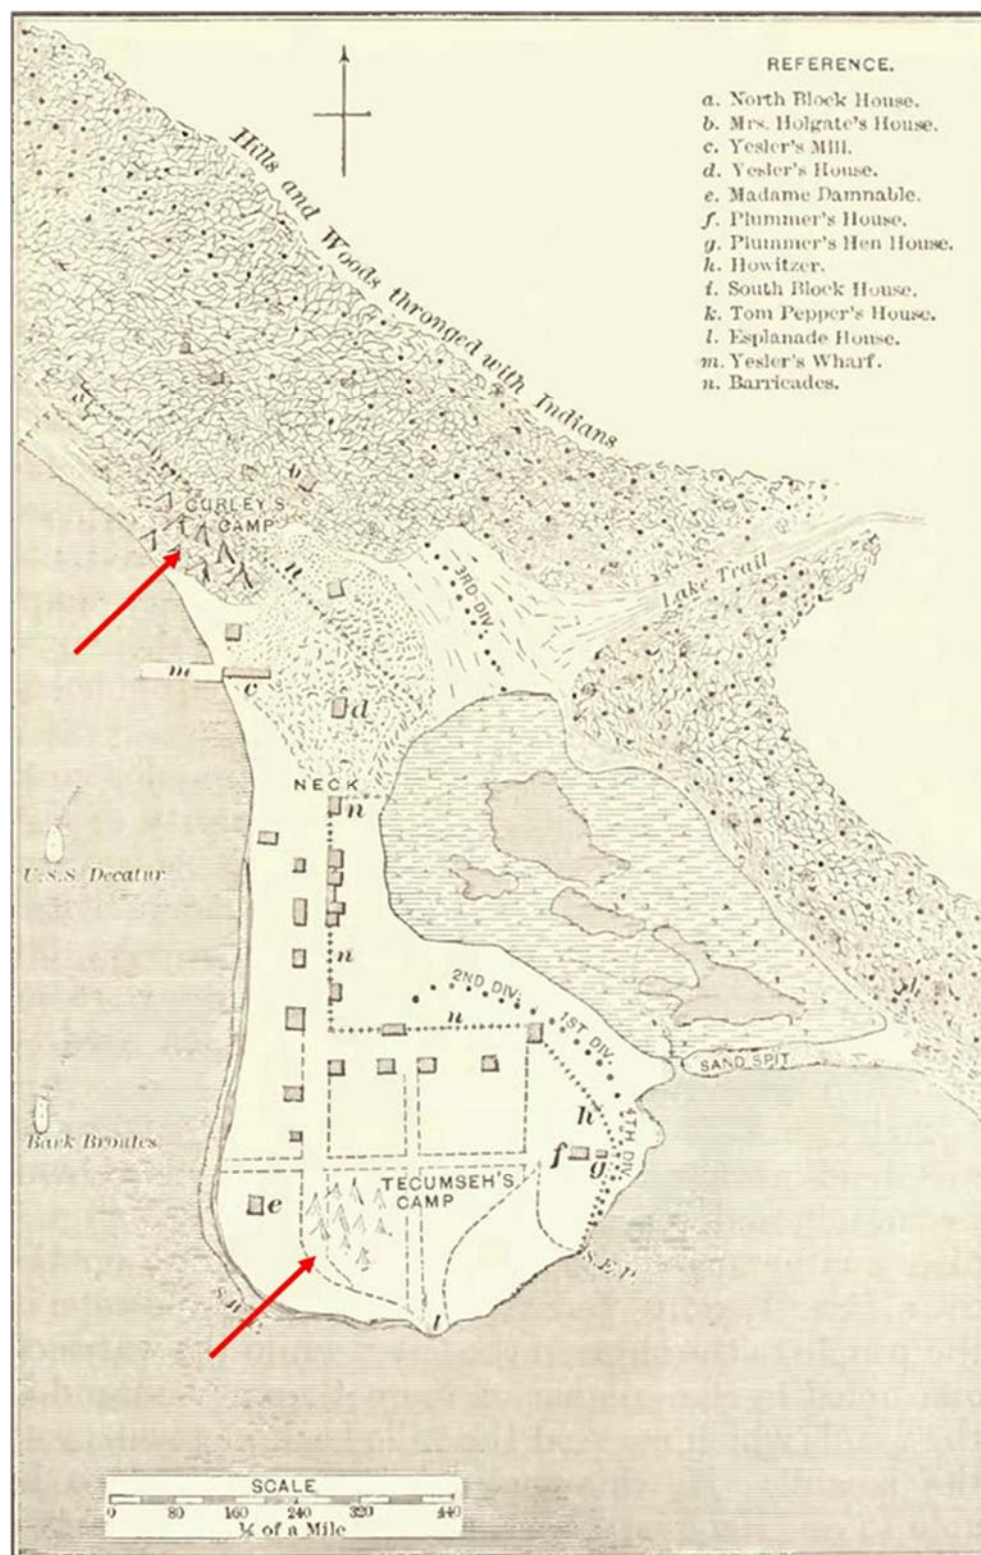 REFERENCE.
a. North Block House.
b. Mrs. Holgate's House.
c. Yesler's Mill.
d. Yesler's House.
e. Madame Damnable.
f. Plummer's House.
g. Plummer's Hen House.
h. Howitzer.
i. South Block House.
k. Tom Pepper's House.
l. Esplanade House.
m. Yesler's Wharf.
n. Barricades.
Hills and Woods thronged with Indians
b
CURLEY'S
CAMP
n
3RD DIV.
Lake Trail
m
c
d
NECK
n
U.S.S. Decatur
n
2ND DIV.
n
1ST DIV.
SAND SPIT
h
4TH DIV.
Bark Brontes.
f
g
TECUMSEH'S
CAMP
e
S.E.P.
l
SCALE
0 80 160 240 320 440
¼ of a Mile